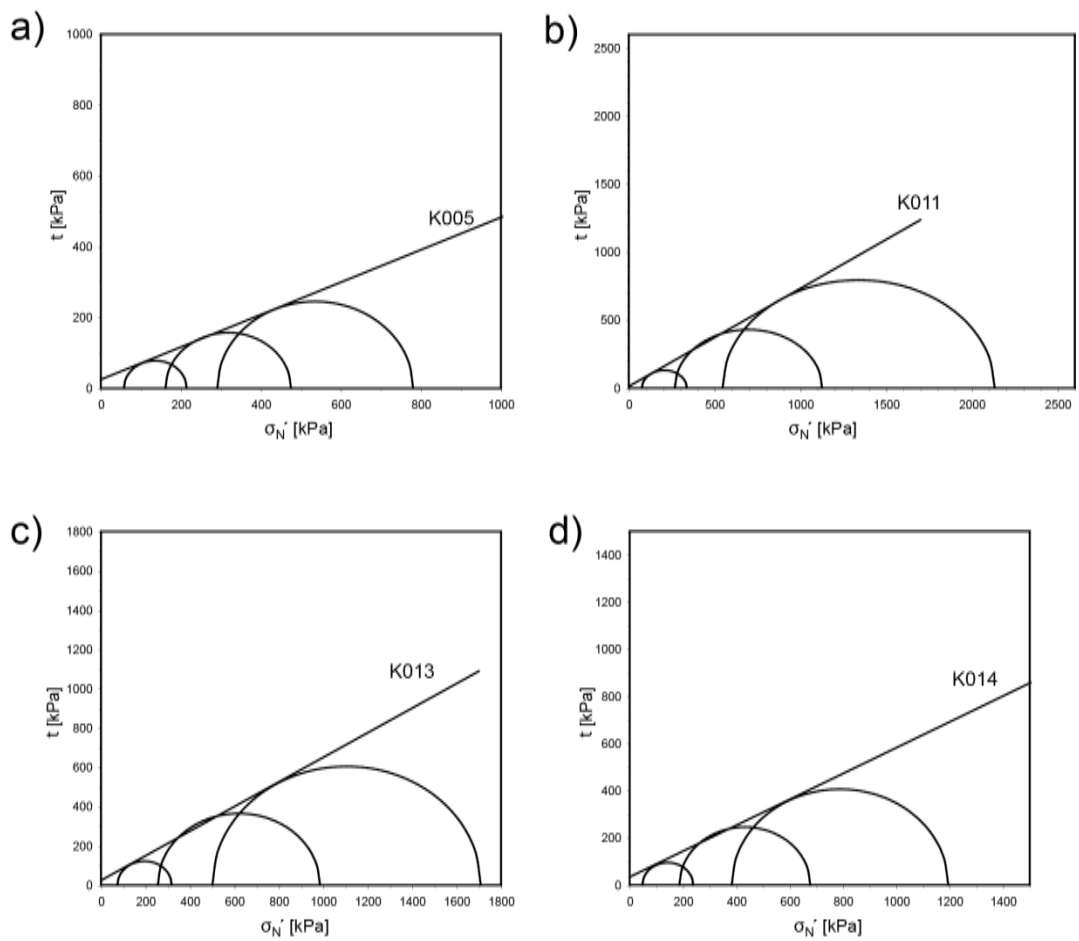 a)
1000
800
600
400
200
0
t [kPa]
K005
0 200 400 600 800 1000
σN´ [kPa]
b)
2500
2000
1500
1000
500
0
t [kPa]
K011
0 500 1000 1500 2000 2500
σN´ [kPa]
c)
1800
1600
1400
1200
1000
800
600
400
200
0
t [kPa]
K013
0 200 400 600 800 1000 1200 1400 1600 1800
σN´ [kPa]
d)
1400
1200
1000
800
600
400
200
0
t [kPa]
K014
0 200 400 600 800 1000 1200 1400
σN´ [kPa]